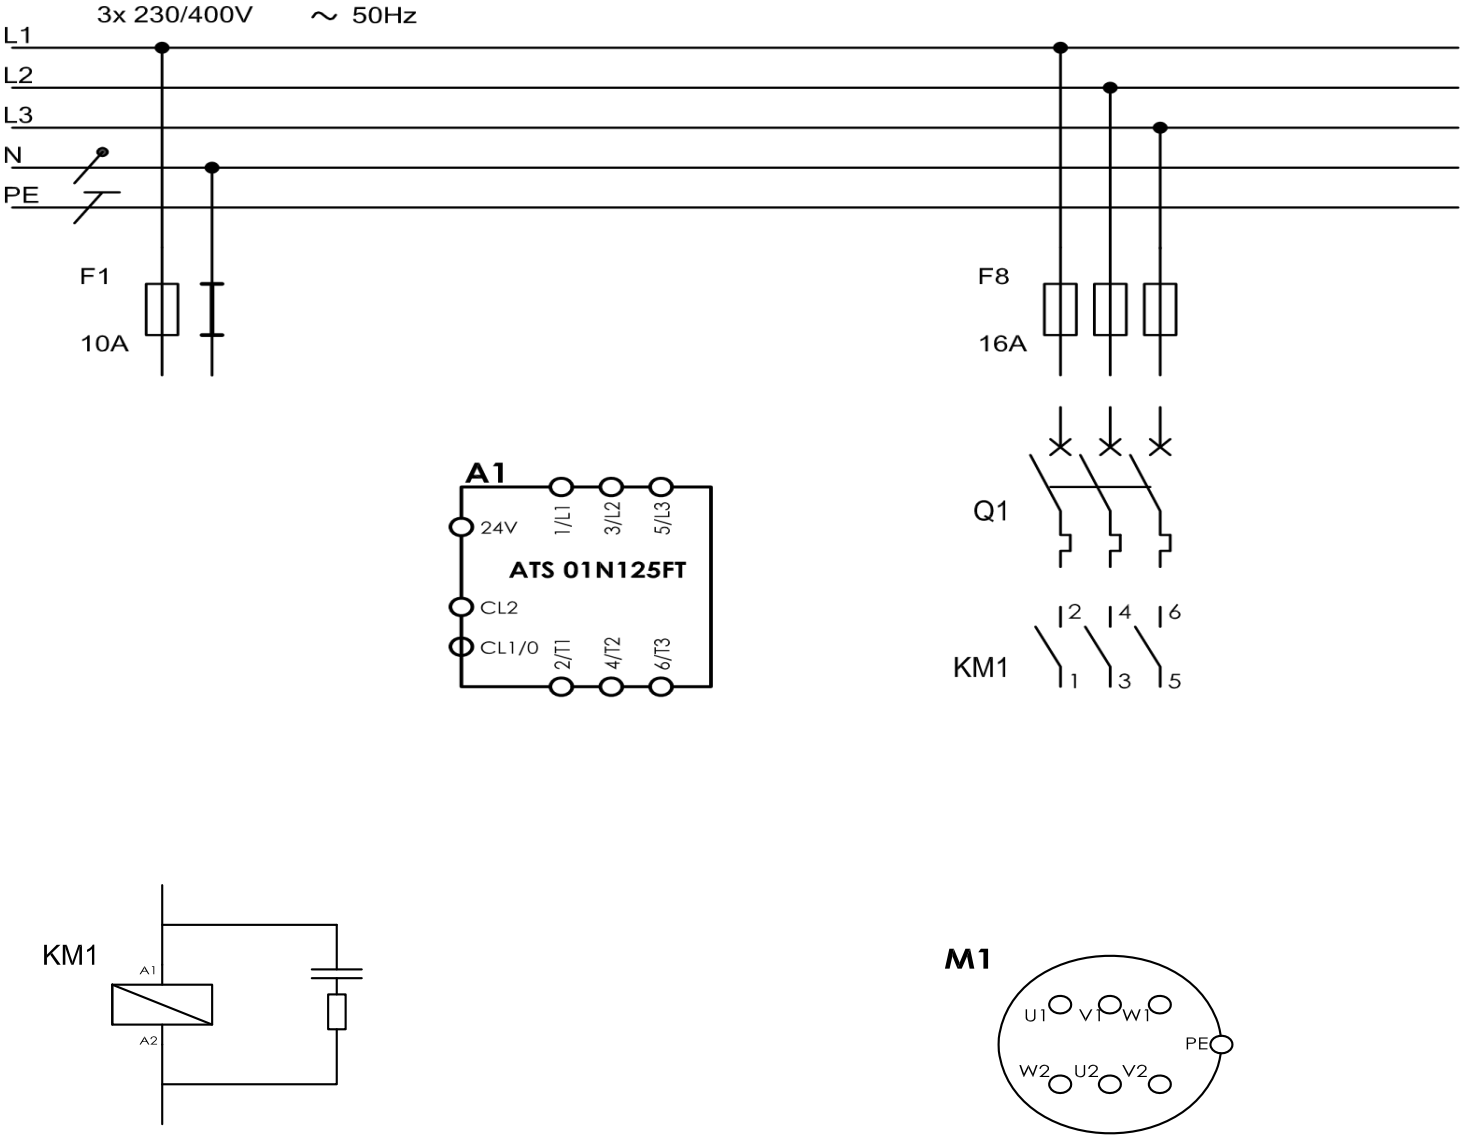 3x 230/400V ~ 50Hz
L1
L2
L3
N
PE
F1
10A
F8
16A
A1
24V
1/L1
3/L2
5/L3
ATS 01N125FT
CL2
CL1/0
2/T1
4/T2
6/T3
Q1
2 4 6
KM1
1 3 5
KM1
A1
A2
M1
U1 V1 W1
PE
W2 U2 V2